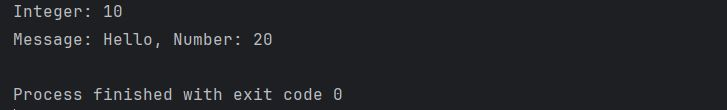 Integer: 10
Message: Hello, Number: 20
Process finished with exit code 0